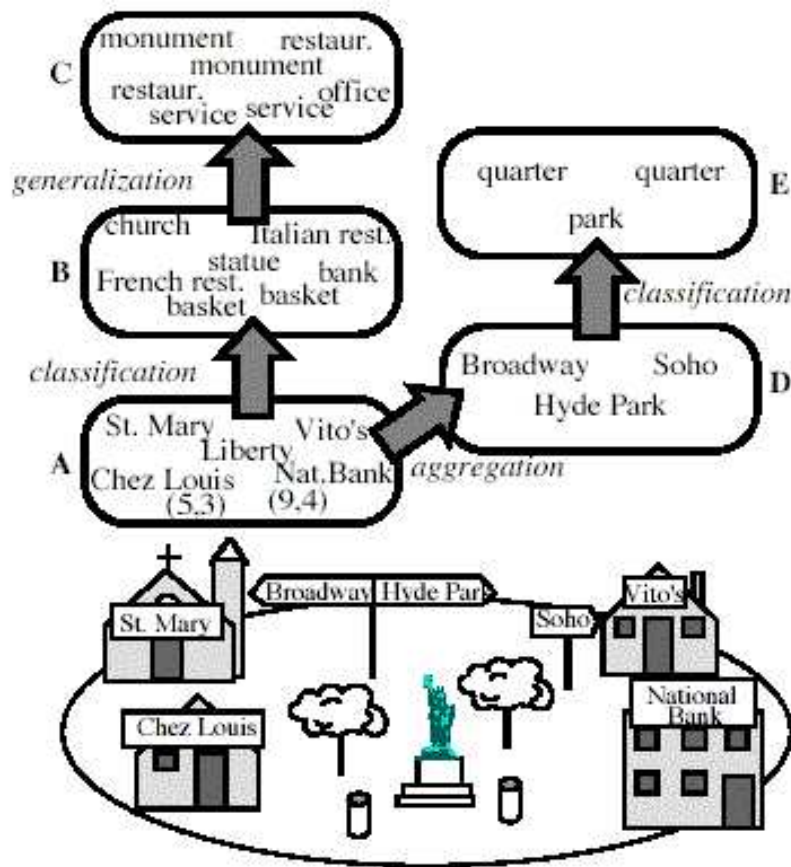 monument restaur.
C monument
restaur. office
service service
generalization
quarter quarter E
park
church Italian rest.
B statue
French rest. bank
basket basket
classification
classification
Broadway Soho
Hyde Park D
St. Mary Vito's
Liberty
A Chez Louis Nat.Bank
(5,3) (9,4)
aggregation
Broadway Hyde Par
St. Mary Soho Vito's
Chez Louis National
Bank